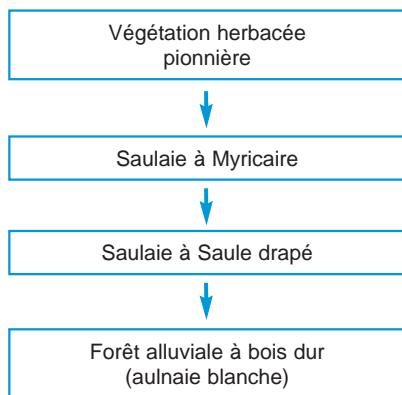 Végétation herbacée
pionnière
Saulaie à Myricaire
Saulaie à Saule drapé
Forêt alluviale à bois dur
(aulnaie blanche)